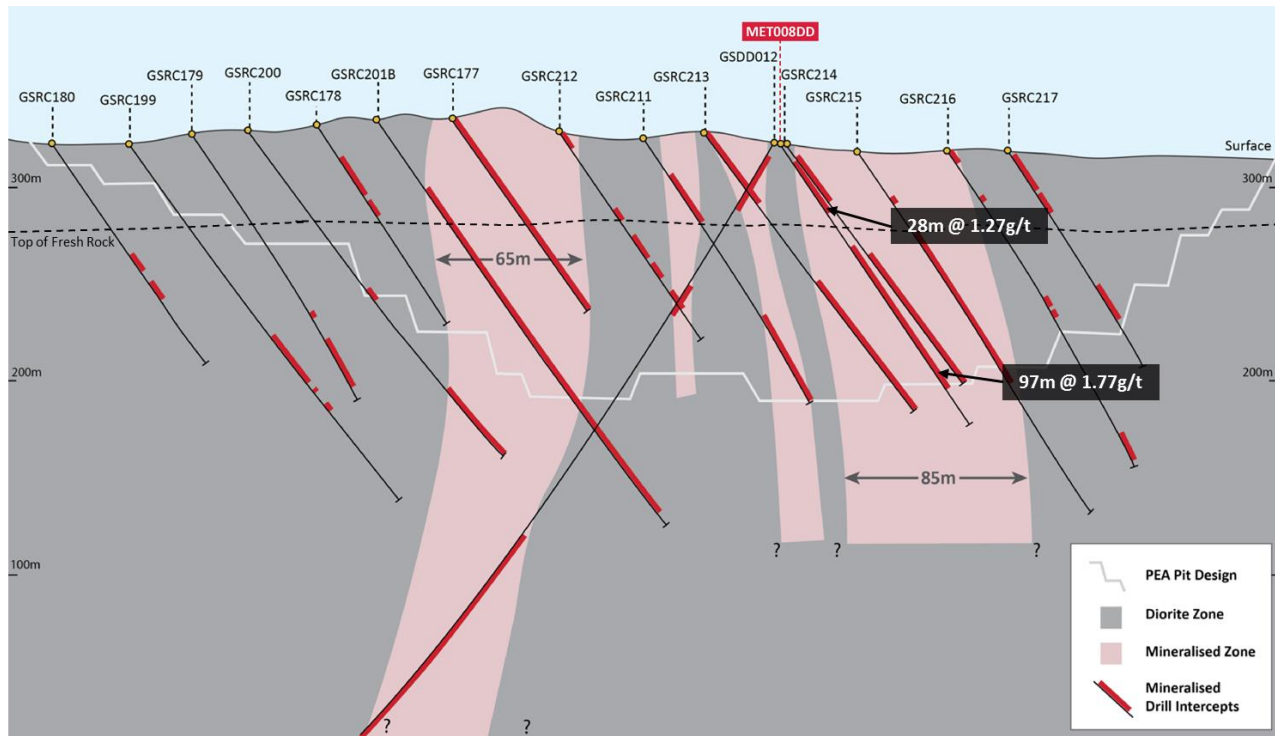 MET008DD
GSDD012
GSRC214
GSRC179
GSRC200
GSRC201B
GSRC177
GSRC212
GSRC213
GSRC180
GSRC199
GSRC178
GSRC211
GSRC215
GSRC216
GSRC217
Surface
300m
300m
28m @ 1.27g/t
Top of Fresh Rock
65m
200m
200m
97m @ 1.77g/t
85m
?
?
?
100m
PEA Pit Design
Diorite Zone
Mineralised Zone
Mineralised
Drill Intercepts
?
?